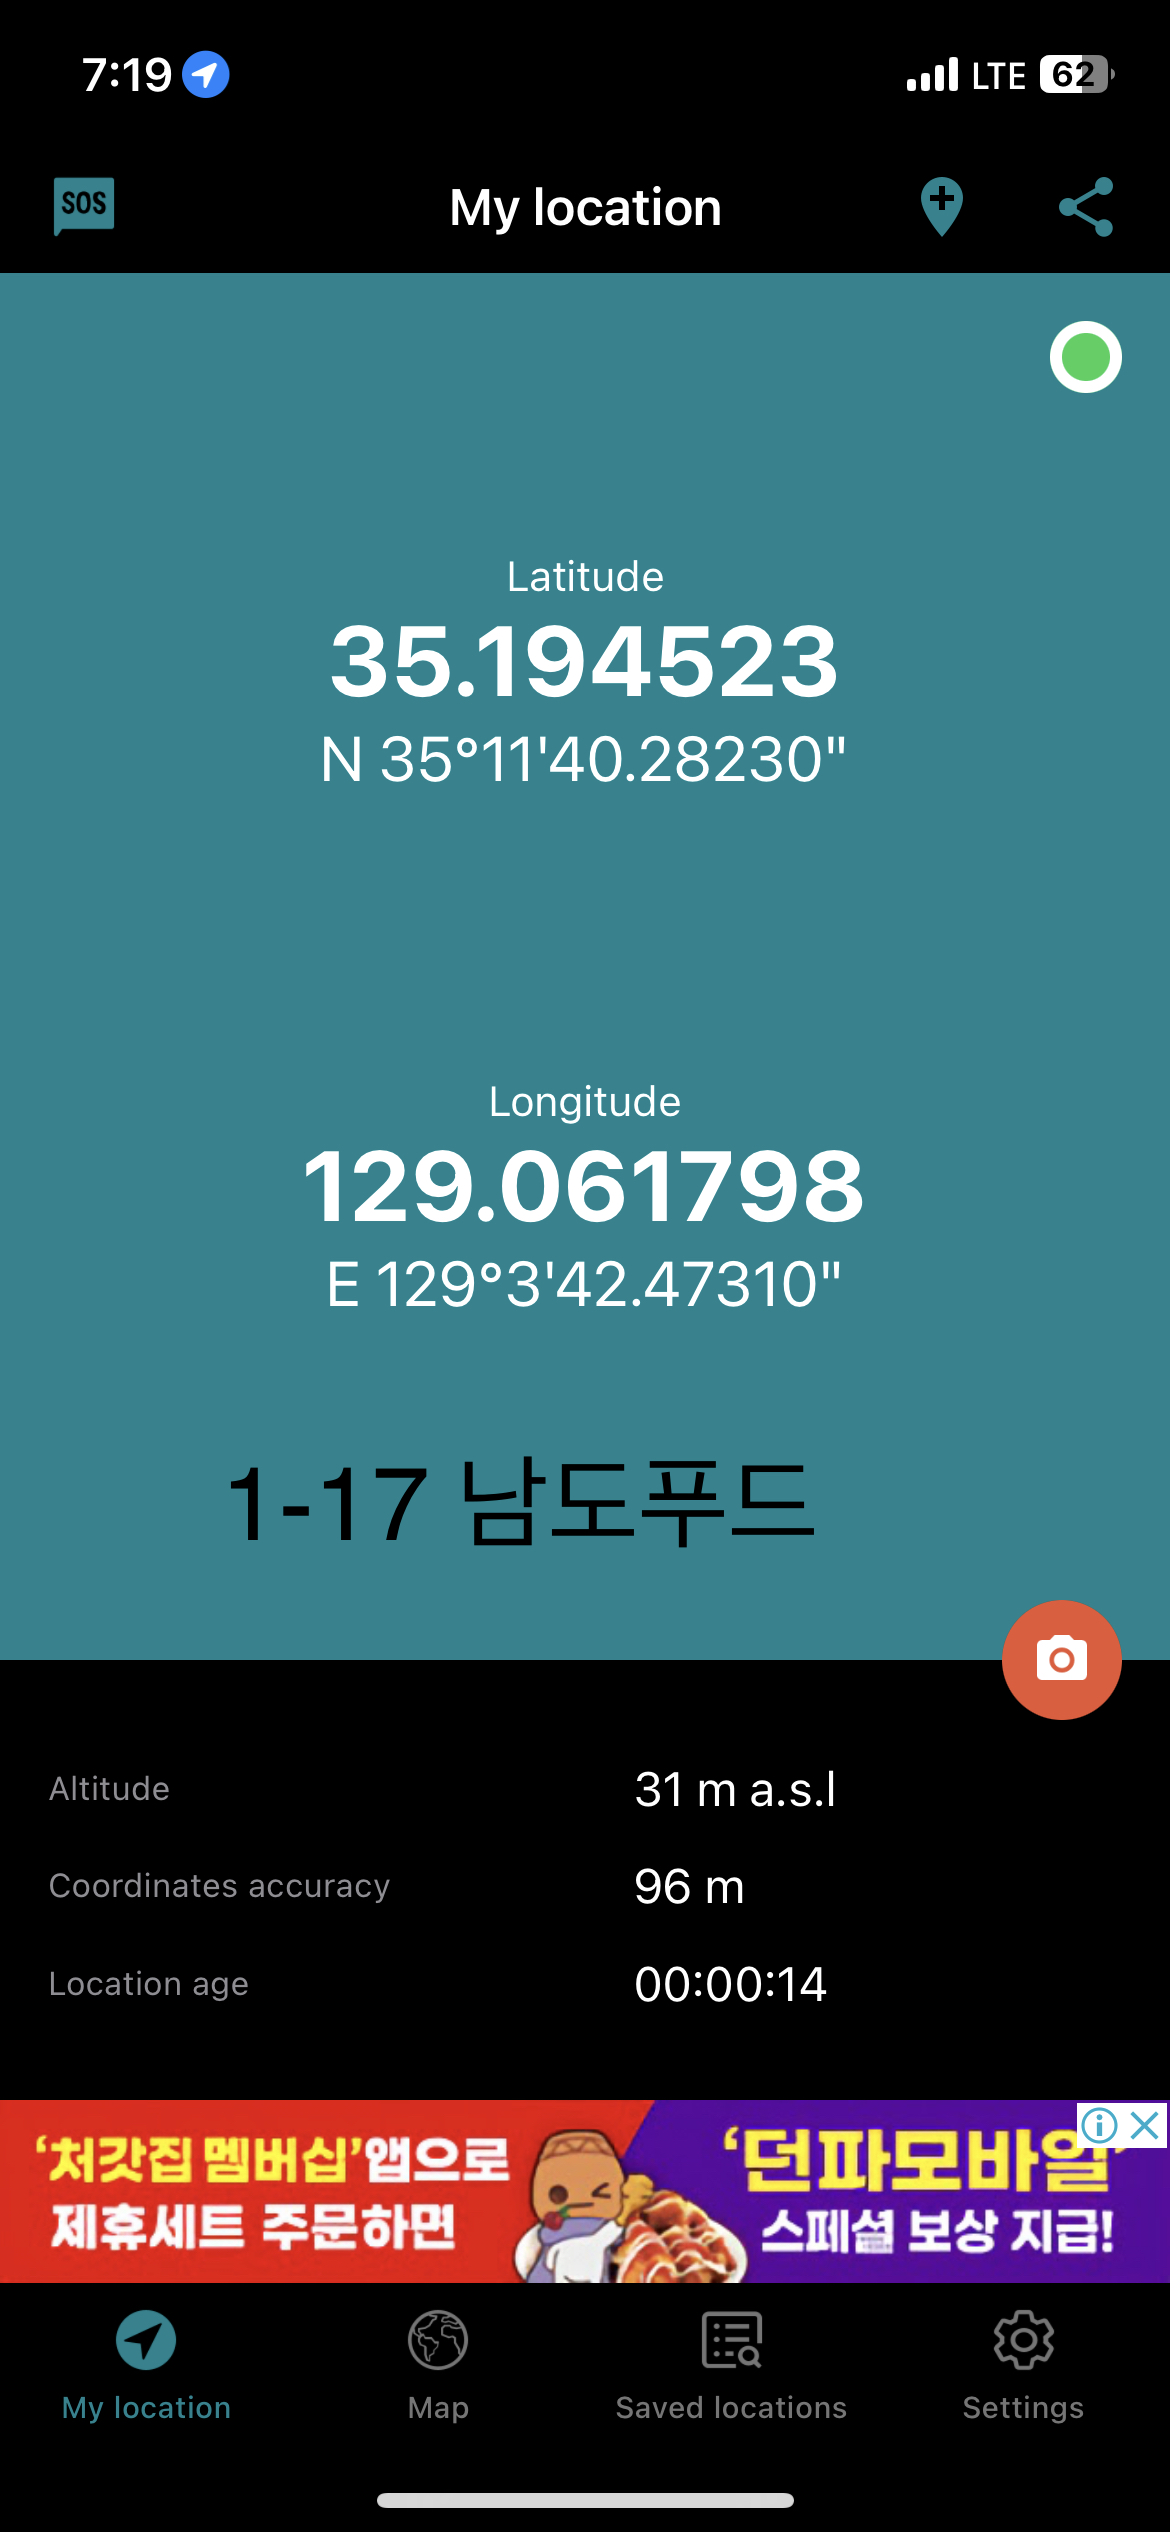 7:19
LTE 62
SOS
My location
Latitude
35.194523
N 35°11'40.28230"
Longitude
129.061798
E 129°3'42.47310"
1-17 남도푸드
Altitude
31 m a.s.l
Coordinates accuracy
96 m
Location age
00:00:14
‘처갓집 멤버십’앱으로
제휴세트 주문하면
‘던파모바일’
스페셜 보상 지급!
My location
Map
Saved locations
Settings